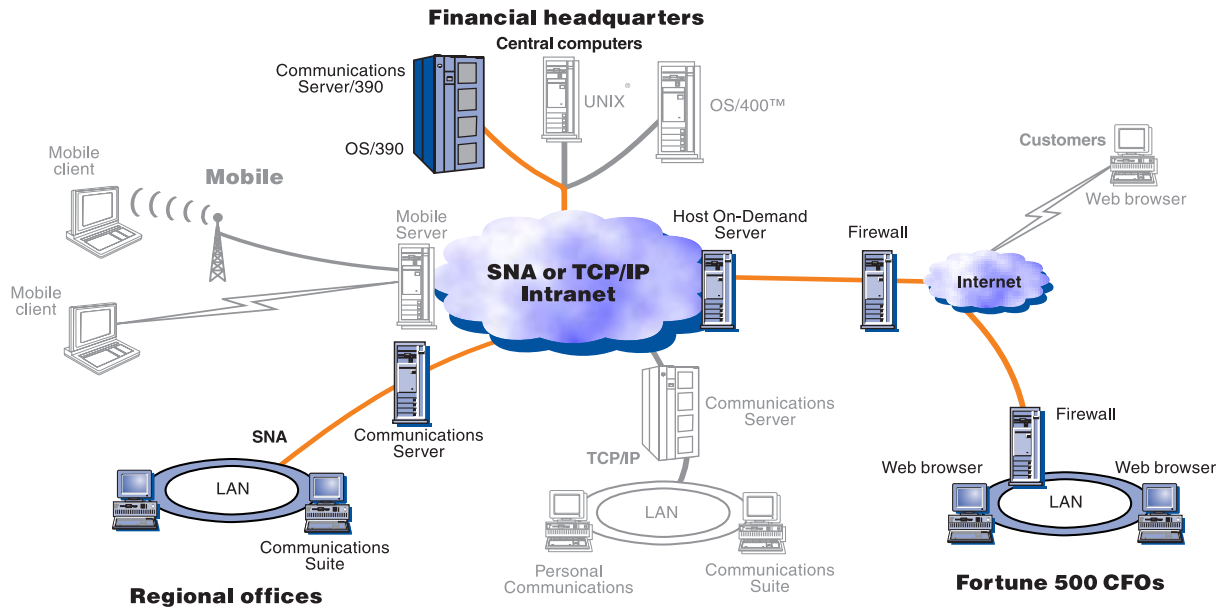 Financial headquarters
Central computers
Communications
Server/390
OS/390
UNIX®
OS/400™
Customers
Web browser
Mobile
client
Mobile
Mobile
Server
Mobile
client
SNA or TCP/IP
Intranet
Host On-Demand
Server
Firewall
Internet
SNA
Communications
Server
LAN
Communications
Suite
Regional offices
Communications
Server
TCP/IP
LAN
Personal
Communications
Communications
Suite
Firewall
Web browser
Web browser
LAN
Fortune 500 CFOs